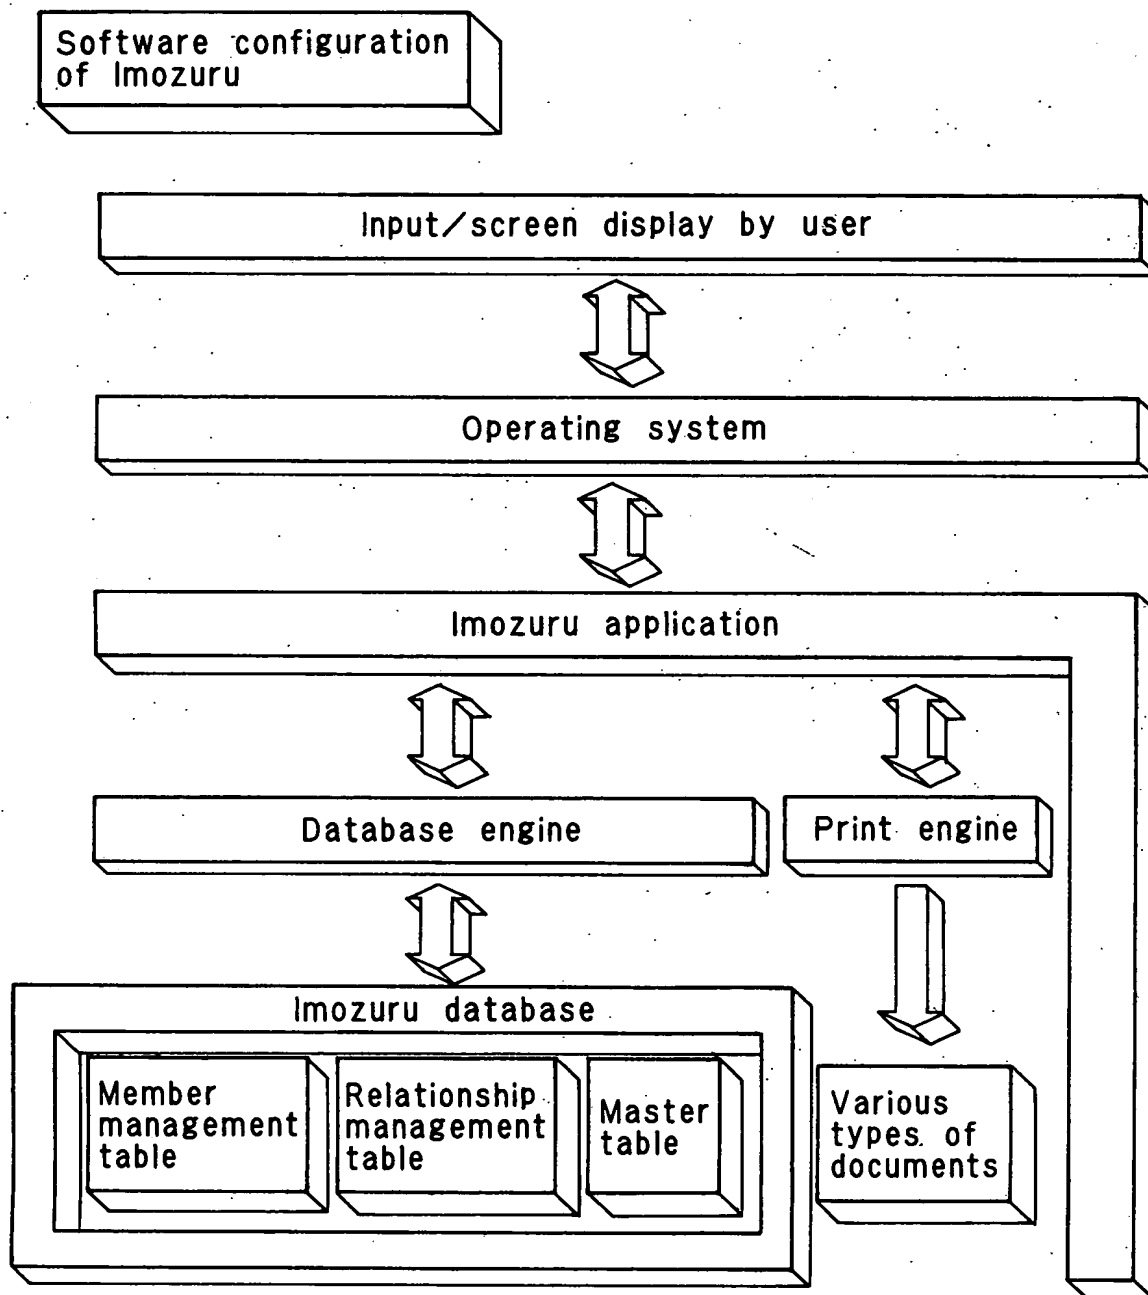 Software configuration
of Imozuru
Input/screen display by user
Operating system
Imozuru application
Database engine
Print engine
Imozuru database
Member
management
table
Relationship
management
table
Master
table
Various
types of
documents